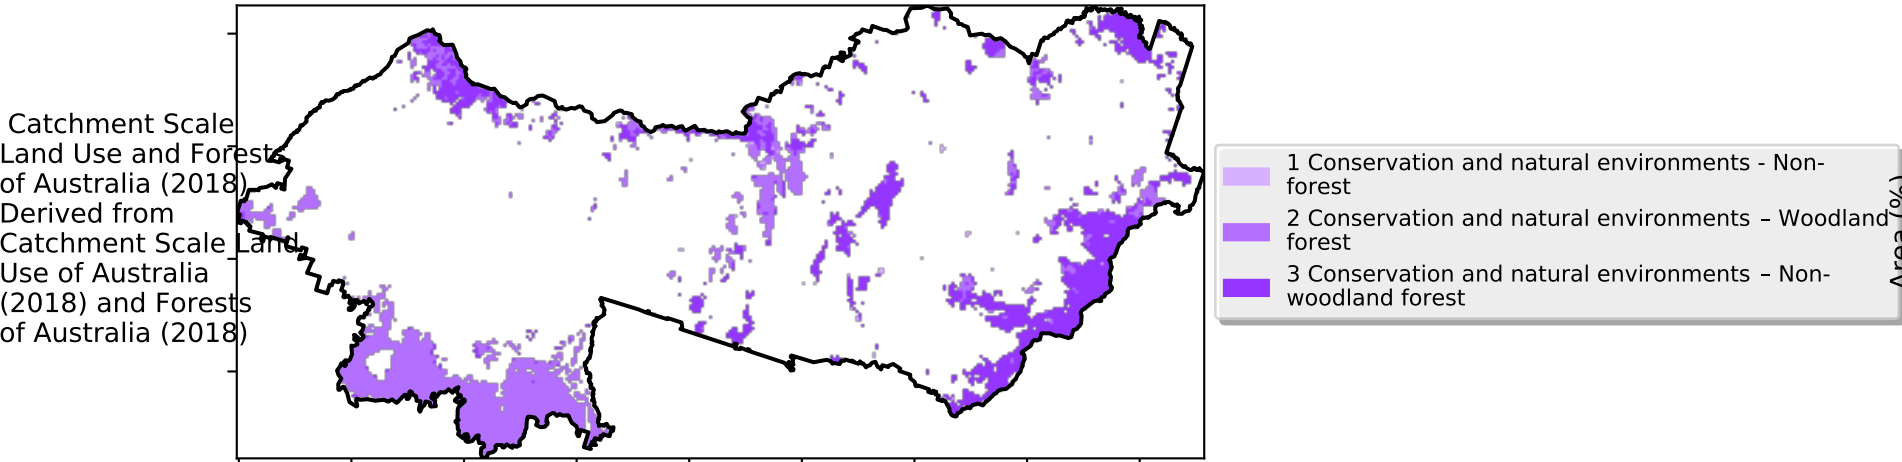 Catchment Scale
Land Use and Forests
of Australia (2018)
Derived from
Catchment Scale Land
Use of Australia
(2018) and Forests
of Australia (2018)
1 Conservation and natural environments - Non-
forest
2 Conservation and natural environments – Woodland
forest
3 Conservation and natural environments – Non-
woodland forest
Area (%)